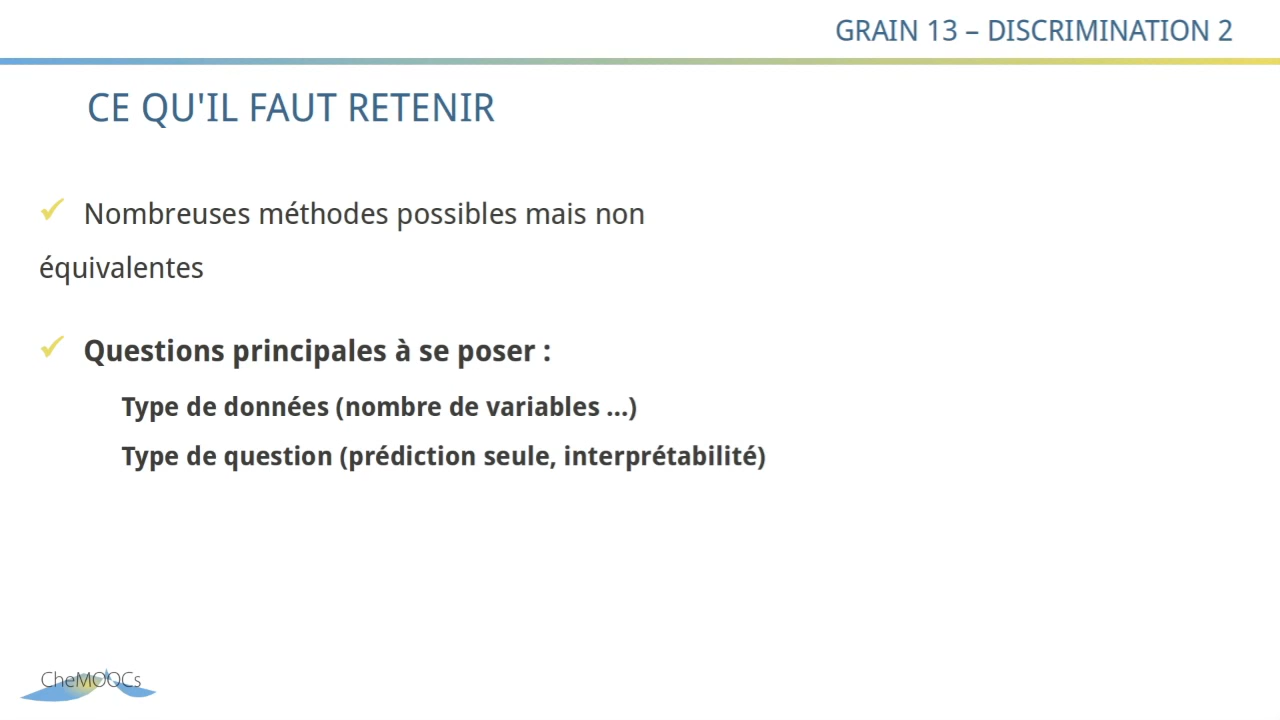 GRAIN 13 – DISCRIMINATION 2
CE QU'IL FAUT RETENIR
✓ Nombreuses méthodes possibles mais non
équivalentes
✓ Questions principales à se poser :
Type de données (nombre de variables ...)
Type de question (prédiction seule, interprétabilité)
CheMOOCs